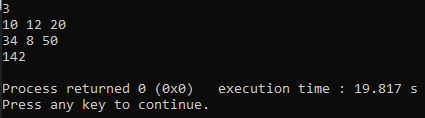 3
10 12 20
34 8 50
142
Process returned 0 (0x0)   execution time : 19.817 s
Press any key to continue.